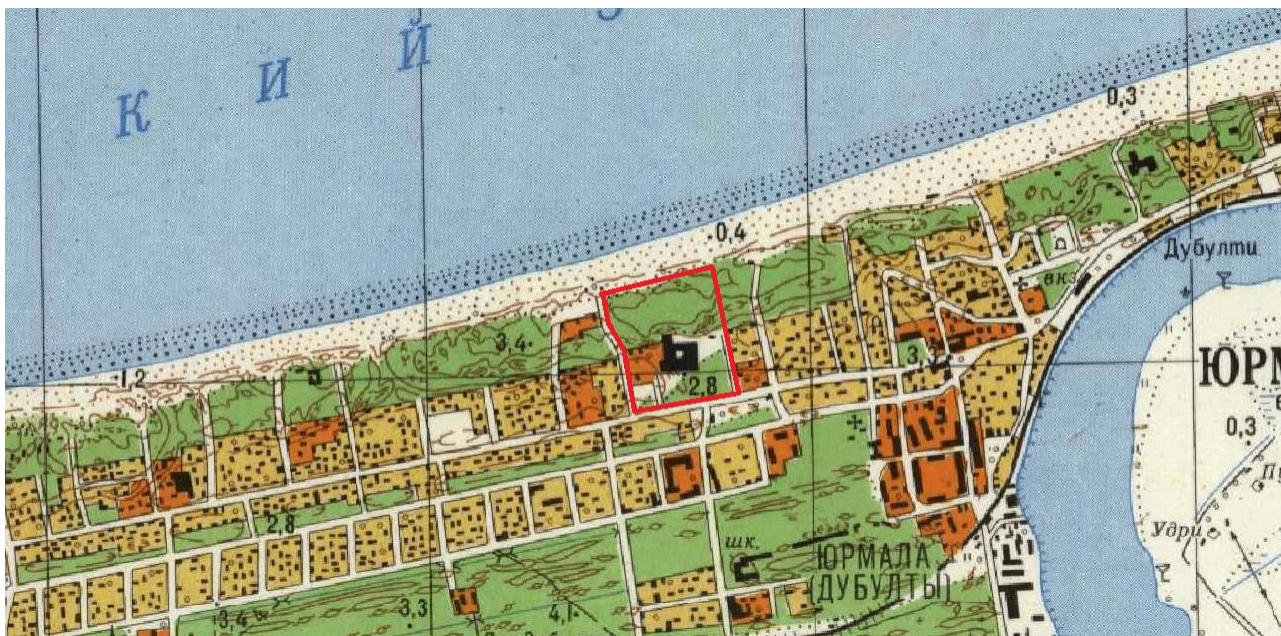 К И Й
0,3
0,4
Дубулти
вкз.
3,4
1,2
3
2,8
ЮРМ
0,3
2,8
Удри
шк.
ЮРМАЛА
(ДУБУЛТЫ)
3,4
3,3
4,1